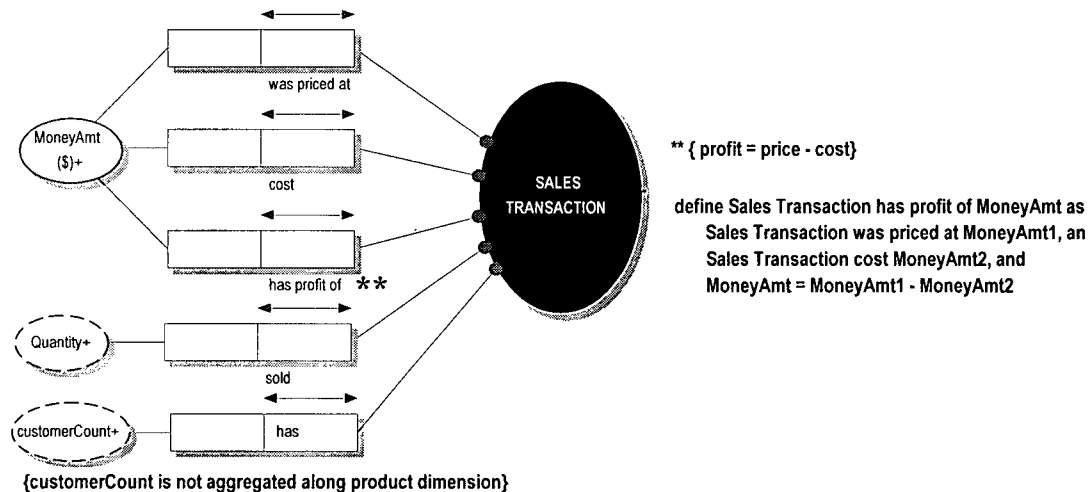 was priced at
MoneyAmt
($)+
cost
has profit of **
Quantity+
sold
customerCount+
has
{customerCount is not aggregated along product dimension}
SALES
TRANSACTION
** { profit = price - cost}
define Sales Transaction has profit of MoneyAmt as
Sales Transaction was priced at MoneyAmt1, an
Sales Transaction cost MoneyAmt2, and
MoneyAmt = MoneyAmt1 - MoneyAmt2